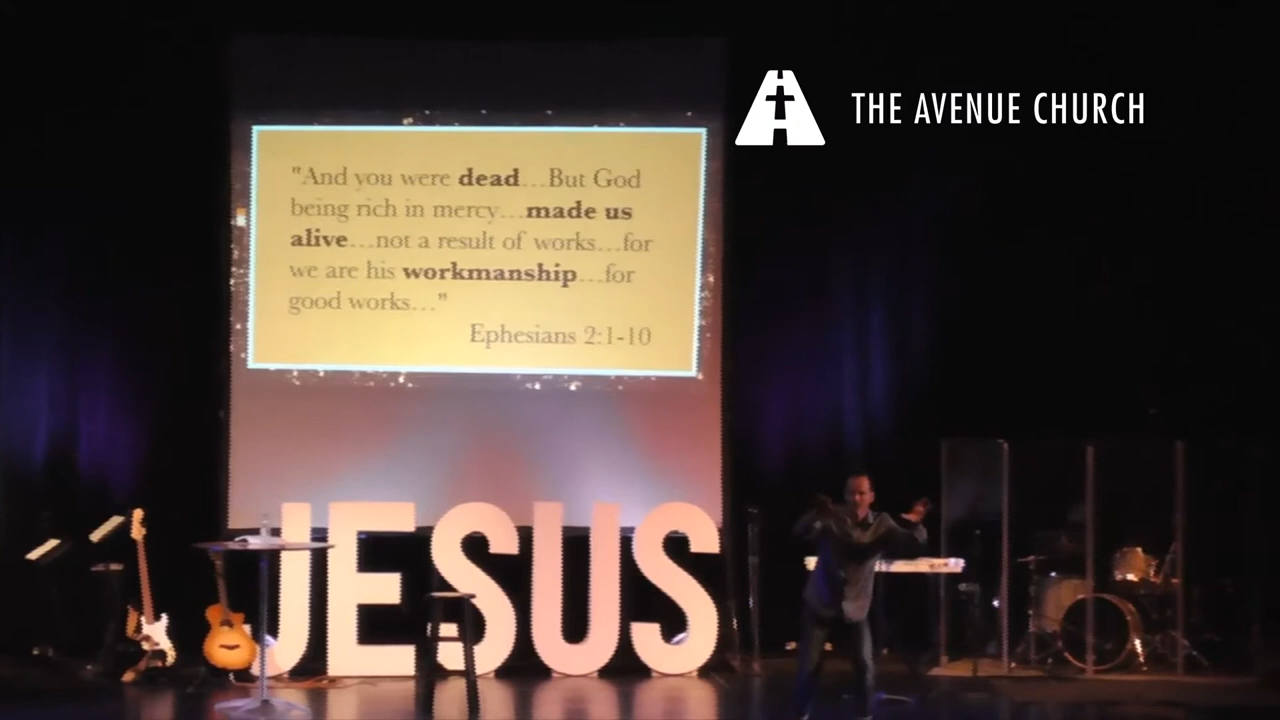 THE AVENUE CHURCH
"And you were dead...But God
being rich in mercy...made us
alive...not a result of works...for
we are his workmanship...for
good works..."
Ephesians 2:1-10
JESUS